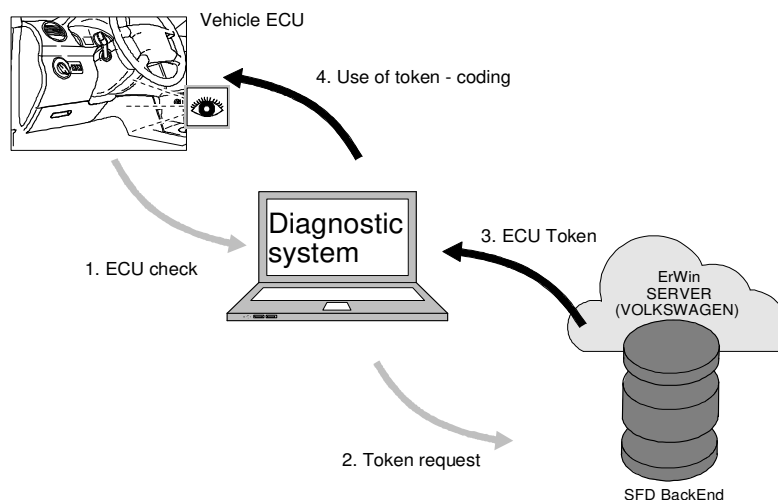 Vehicle ECU
4. Use of token - coding
Diagnostic
system
3. ECU Token
1. ECU check
ErWin
SERVER
(VOLKSWAGEN)
2. Token request
SFD BackEnd